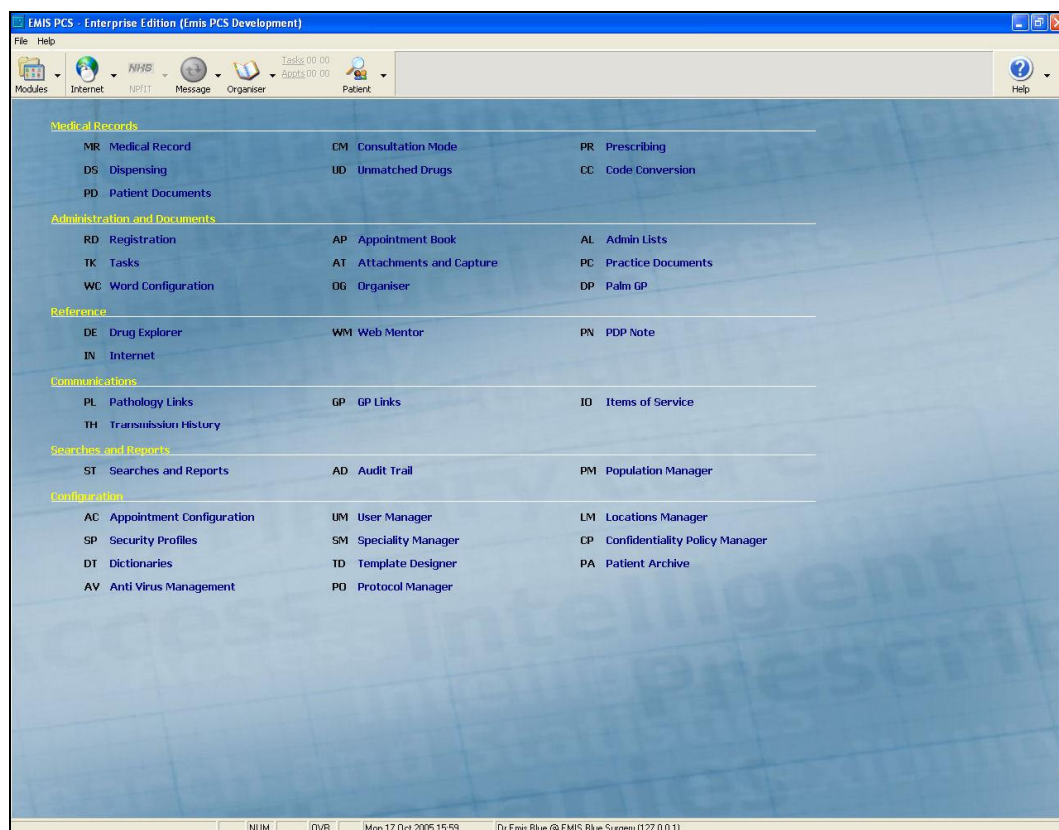 EMIS PCS - Enterprise Edition (Emis PCS Development)
File Help
Tasks 00 00
Appts 00 00
NHS
Modules Internet NPfIT Message Organiser Patient Help
Medical Records
MR Medical Record CM Consultation Mode PR Prescribing
DS Dispensing UD Unmatched Drugs CC Code Conversion
PD Patient Documents
Administration and Documents
RD Registration AP Appointment Book AL Admin Lists
TK Tasks AT Attachments and Capture PC Practice Documents
WC Word Configuration OG Organiser DP Palm GP
Reference
DE Drug Explorer WM Web Mentor PN PDP Note
IN Internet
Communications
PL Pathology Links GP GP Links IO Items of Service
TH Transmission History
Searches and Reports
ST Searches and Reports AD Audit Trail PM Population Manager
Configuration
AC Appointment Configuration UM User Manager LM Locations Manager
SP Security Profiles SM Speciality Manager CP Confidentiality Policy Manager
DT Dictionaries TD Template Designer PA Patient Archive
AV Anti Virus Management PO Protocol Manager
Access Intelligent
Prescri
and statistics
NUM OVR Mon 17 Oct 2005 15:59 Dr Emis Blue @ EMIS Blue Surgery (127.0.0.1)